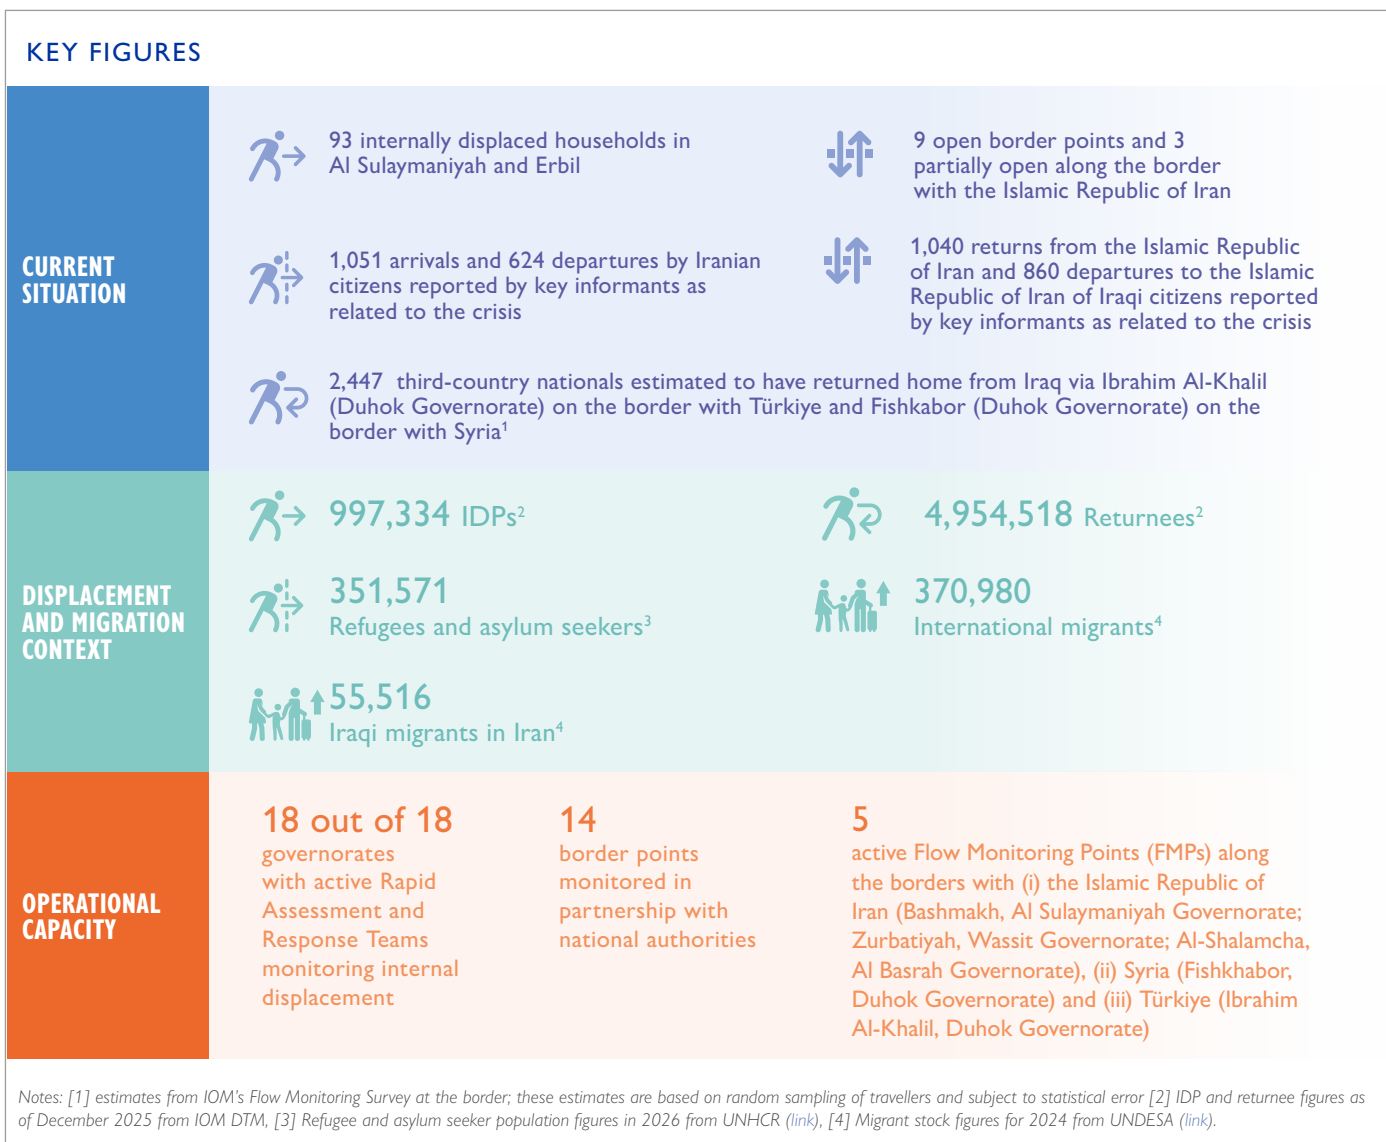 KEY FIGURES
CURRENT
SITUATION
93 internally displaced households in
Al Sulaymaniyah and Erbil
9 open border points and 3
partially open along the border
with the Islamic Republic of Iran
1,051 arrivals and 624 departures by Iranian
citizens reported by key informants as
related to the crisis
1,040 returns from the Islamic Republic
of Iran and 860 departures to the Islamic
Republic of Iran of Iraqi citizens reported
by key informants as related to the crisis
2,447 third-country nationals estimated to have returned home from Iraq via Ibrahim Al-Khalil
(Duhok Governorate) on the border with Türkiye and Fishkabor (Duhok Governorate) on the
border with Syria¹
DISPLACEMENT
AND MIGRATION
CONTEXT
997,334 IDPs²
4,954,518 Returnees²
351,571
Refugees and asylum seekers³
370,980
International migrants⁴
55,516
Iraqi migrants in Iran⁴
OPERATIONAL
CAPACITY
18 out of 18
governorates
with active Rapid
Assessment and
Response Teams
monitoring internal
displacement
14
border points
monitored in
partnership with
national authorities
5
active Flow Monitoring Points (FMPs) along
the borders with (i) the Islamic Republic of
Iran (Bashmakh, Al Sulaymaniyah Governorate;
Zurbatiyah, Wassit Governorate; Al-Shalamcha,
Al Basrah Governorate), (ii) Syria (Fishkhabor,
Duhok Governorate) and (iii) Türkiye (Ibrahim
Al-Khalil, Duhok Governorate)
Notes: [1] estimates from IOM's Flow Monitoring Survey at the border; these estimates are based on random sampling of travellers and subject to statistical error [2] IDP and returnee figures as
of December 2025 from IOM DTM, [3] Refugee and asylum seeker population figures in 2026 from UNHCR (link), [4] Migrant stock figures for 2024 from UNDESA (link).